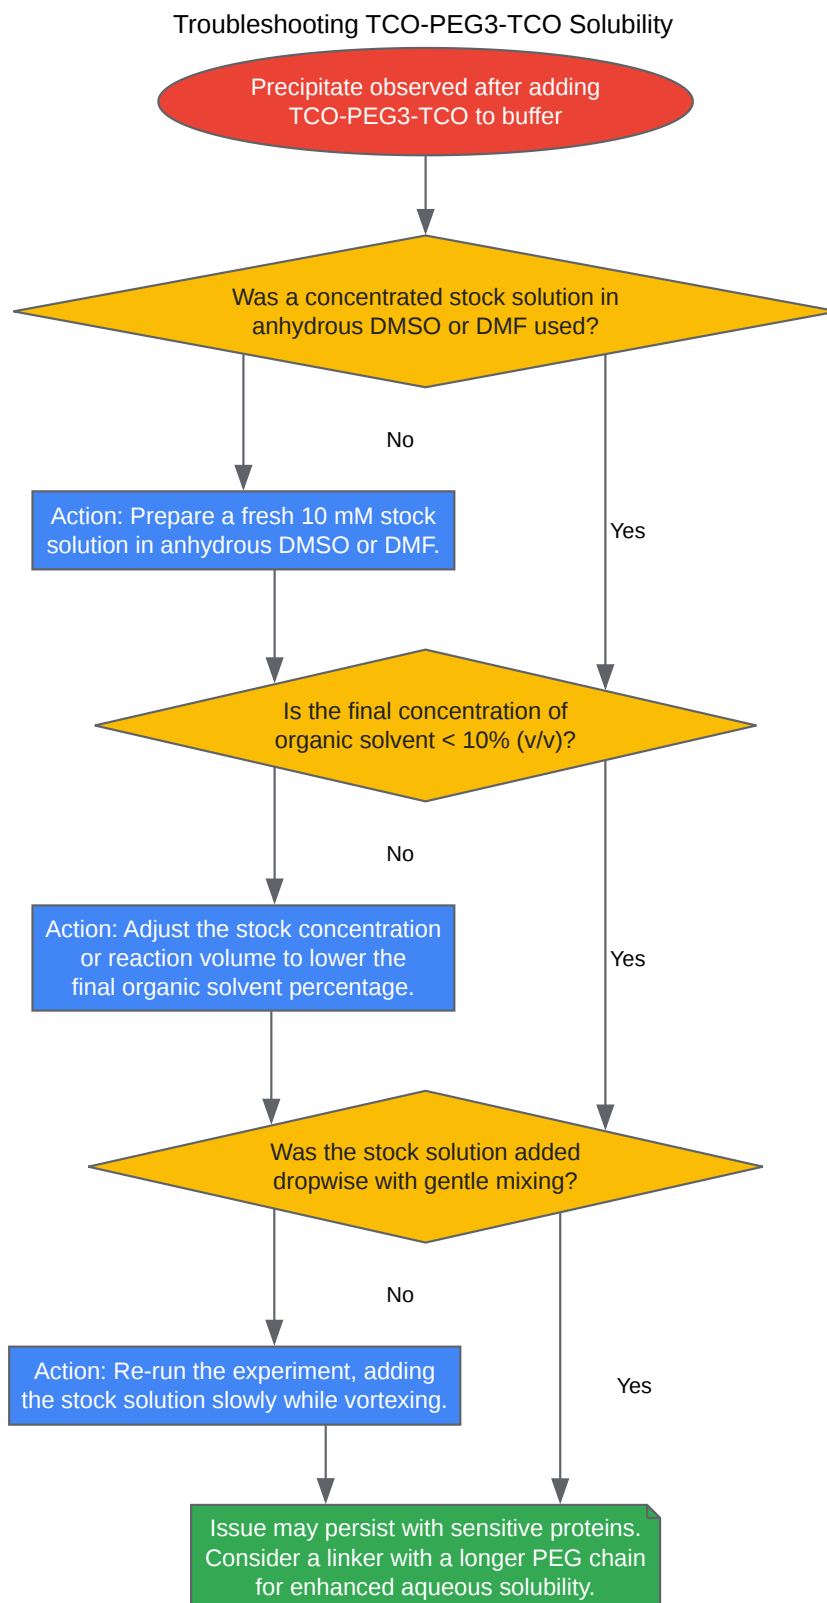 Troubleshooting TCO-PEG3-TCO Solubility
Precipitate observed after adding
TCO-PEG3-TCO to buffer
Was a concentrated stock solution in
anhydrous DMSO or DMF used?
No
Action: Prepare a fresh 10 mM stock
solution in anhydrous DMSO or DMF.
Yes
Is the final concentration of
organic solvent < 10% (v/v)?
No
Action: Adjust the stock concentration
or reaction volume to lower the
final organic solvent percentage.
Yes
Was the stock solution added
dropwise with gentle mixing?
No
Action: Re-run the experiment, adding
the stock solution slowly while vortexing.
Yes
Issue may persist with sensitive proteins.
Consider a linker with a longer PEG chain
for enhanced aqueous solubility.